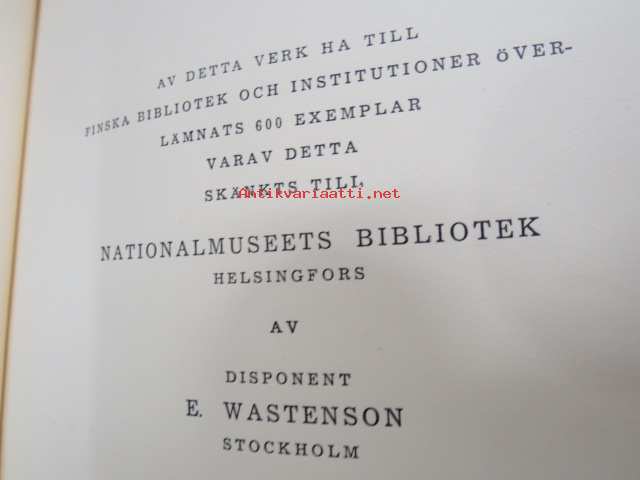 AV DETTA VERK HA TILL
FINSKA BIBLIOTEK OCH INSTITUTIONER ÖVER-
LÄMNATS 600 EXEMPLAR
VARAV DETTA
SKÄNKTS TILL
Antikvariaatti.net
NATIONALMUSEETS BIBLIOTEK
HELSINGFORS
AV
DISPONENT
E. WASTENSON
STOCKHOLM